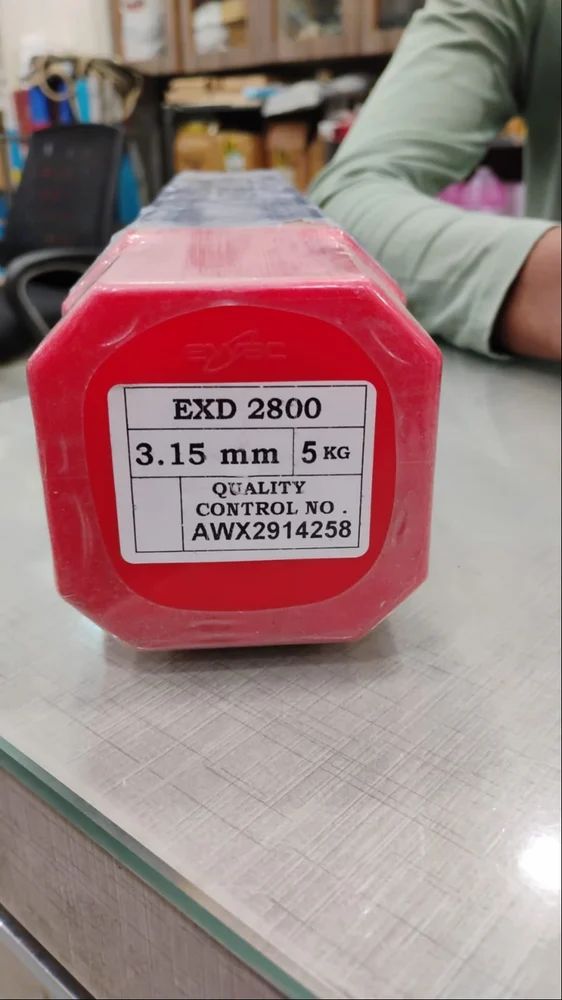 EXD 2800
3.15 mm 5 KG
QUALITY
CONTROL NO .
AWX2914258